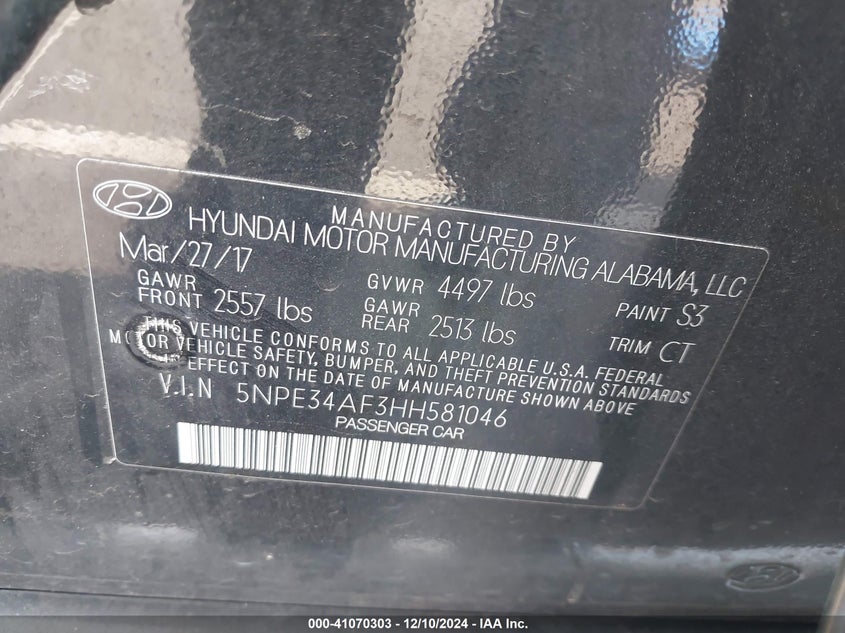 MANUFACTURED BY
HYUNDAI MOTOR MANUFACTURING ALABAMA, LLC
Mar/27/17
GAWR FRONT 2557 lbs
GVWR 4497 lbs
GAWR REAR 2513 lbs
PAINT S3
TRIM CT
THIS VEHICLE CONFORMS TO ALL APPLICABLE U.S.A. FEDERAL
MOTOR VEHICLE SAFETY, BUMPER, AND THEFT PREVENTION STANDARDS
IN EFFECT ON THE DATE OF MANUFACTURE SHOWN ABOVE
V.I.N 5NPE34AF3HH581046
PASSENGER CAR
000-41070303 - 12/10/2024 - IAA Inc.